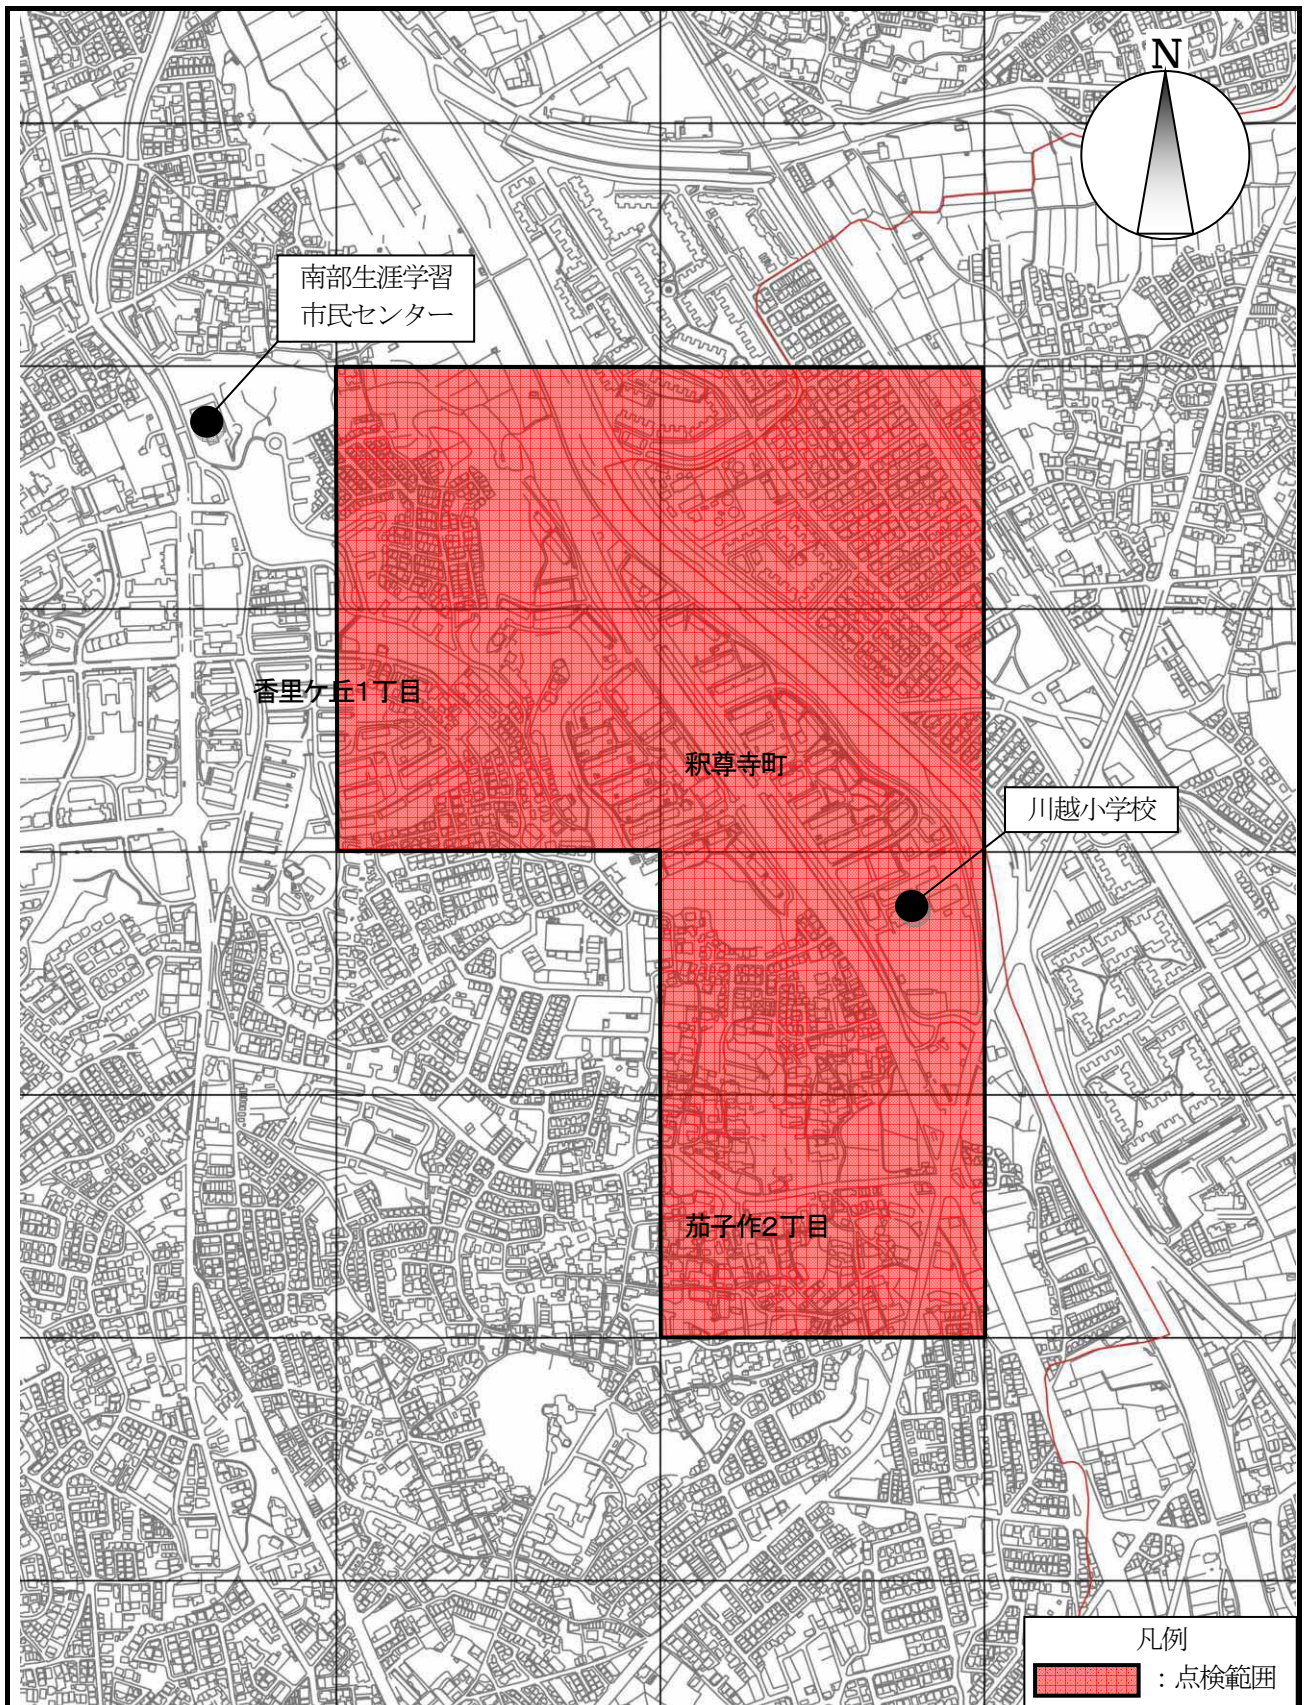 N
南部生涯学習
市民センター
香里ケ丘1丁目
釈尊寺町
川越小学校
茄子作2丁目
凡例
：点検範囲